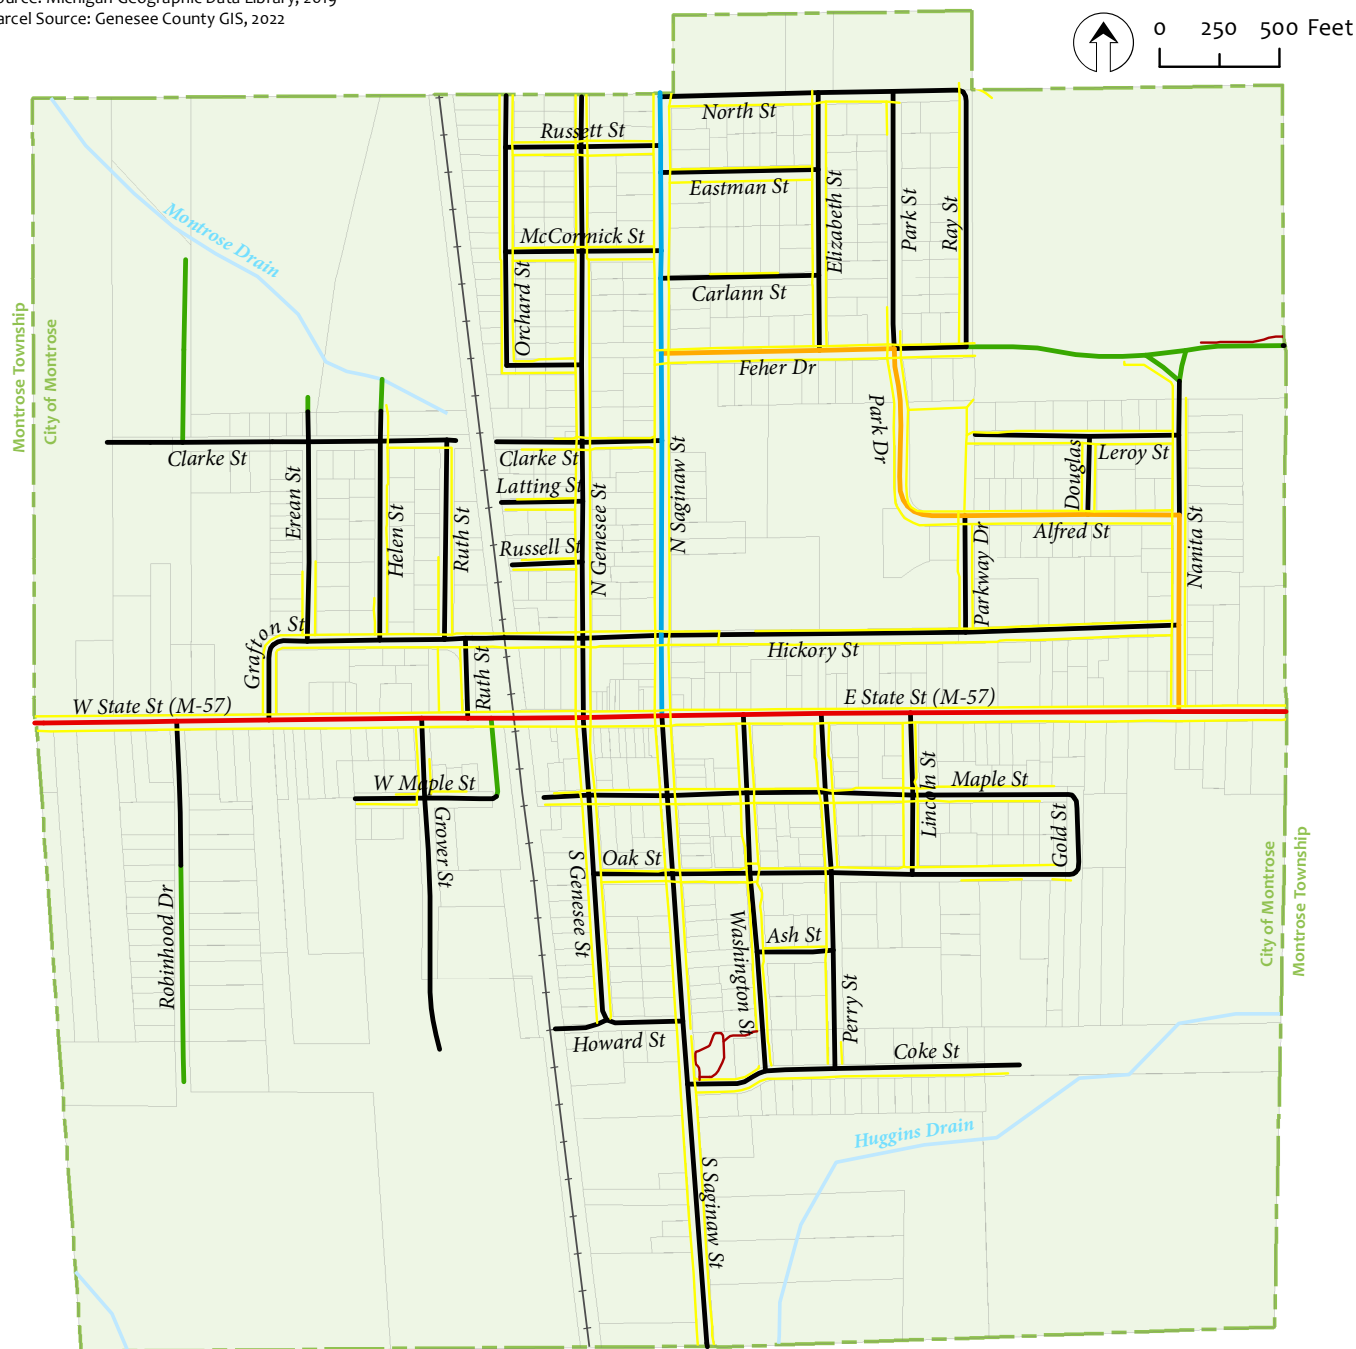 Parcel Source: Genesee County GIS, 2022
0 250 500 Feet
North St
Russett St
Eastman St
Elizabeth St
Park St
Ray St
Montrose Drain
McCormick St
Orchard St
Carlann St
Montrose Township
City of Montrose
Feher Dr
Park Dr
Clarke St
Clarke St
Leroy St
Douglas
Latting St
Erean St
Helen St
Ruth St
N Genesee St
N Saginaw St
Alfred St
Nanita St
Russell St
Parkway Dr
Grafton St
Hickory St
Ruth St
W State St (M-57)
E State St (M-57)
W Maple St
Maple St
Lincoln St
Gold St
Grover St
Oak St
S Genesee St
Robinhood Dr
Washington St
Ash St
City of Montrose
Montrose Township
Perry St
Howard St
Coke St
Huggins Drain
S Saginaw St